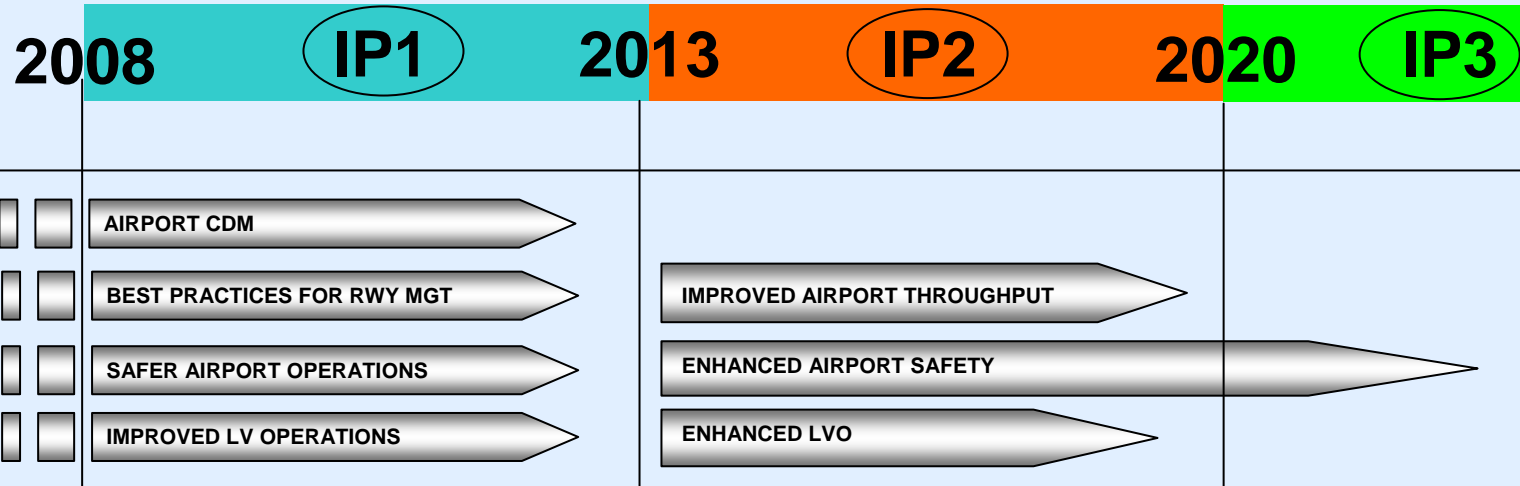 2008 IP1 2013 IP2 2020 IP3
AIRPORT CDM
BEST PRACTICES FOR RWY MGT IMPROVED AIRPORT THROUGHPUT
SAFER AIRPORT OPERATIONS ENHANCED AIRPORT SAFETY
IMPROVED LV OPERATIONS ENHANCED LVO